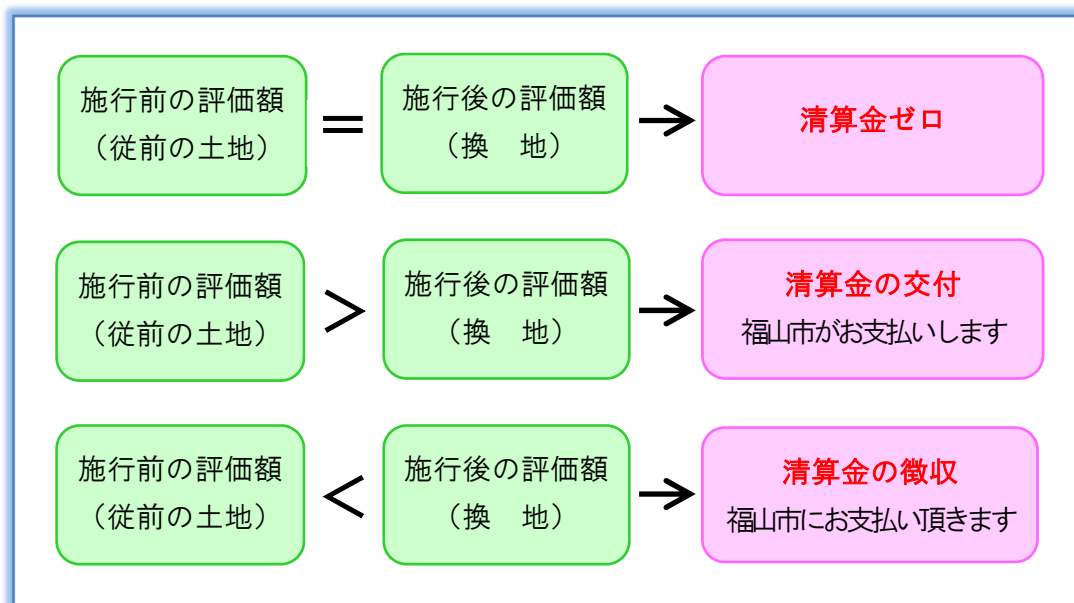 施行前の評価額
（従前の土地）
＝
施行後の評価額
（換　地）
→
清算金ゼロ
施行前の評価額
（従前の土地）
＞
施行後の評価額
（換　地）
→
清算金の交付
福山市がお支払いします
施行前の評価額
（従前の土地）
＜
施行後の評価額
（換　地）
→
清算金の徴収
福山市にお支払い頂きます